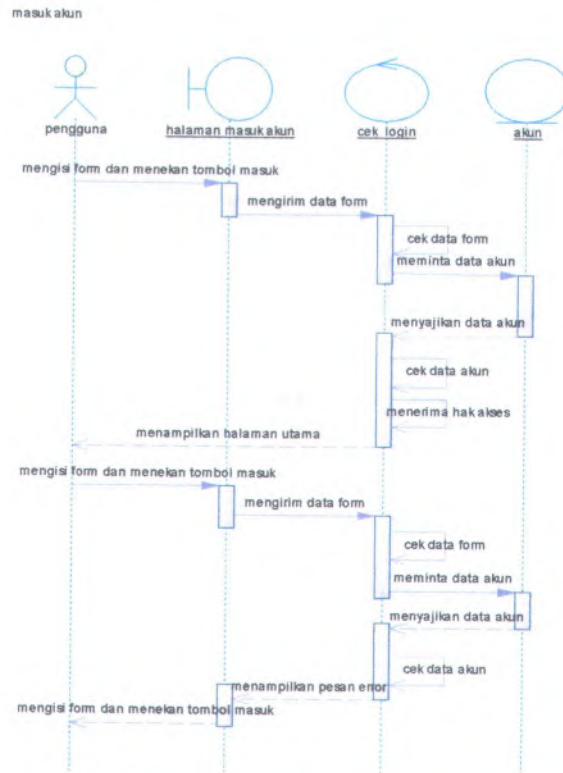 masuk akun
pengguna
halaman masuk akun
cek login
akun
mengisi form dan menekan tombol masuk
mengirim data form
cek data form
meminta data akun
menyajikan data akun
cek data akun
menerima hak akses
menampilkan halaman utama
mengisi form dan menekan tombol masuk
mengirim data form
cek data form
meminta data akun
menyajikan data akun
cek data akun
menampilkan pesan error
mengisi form dan menekan tombol masuk